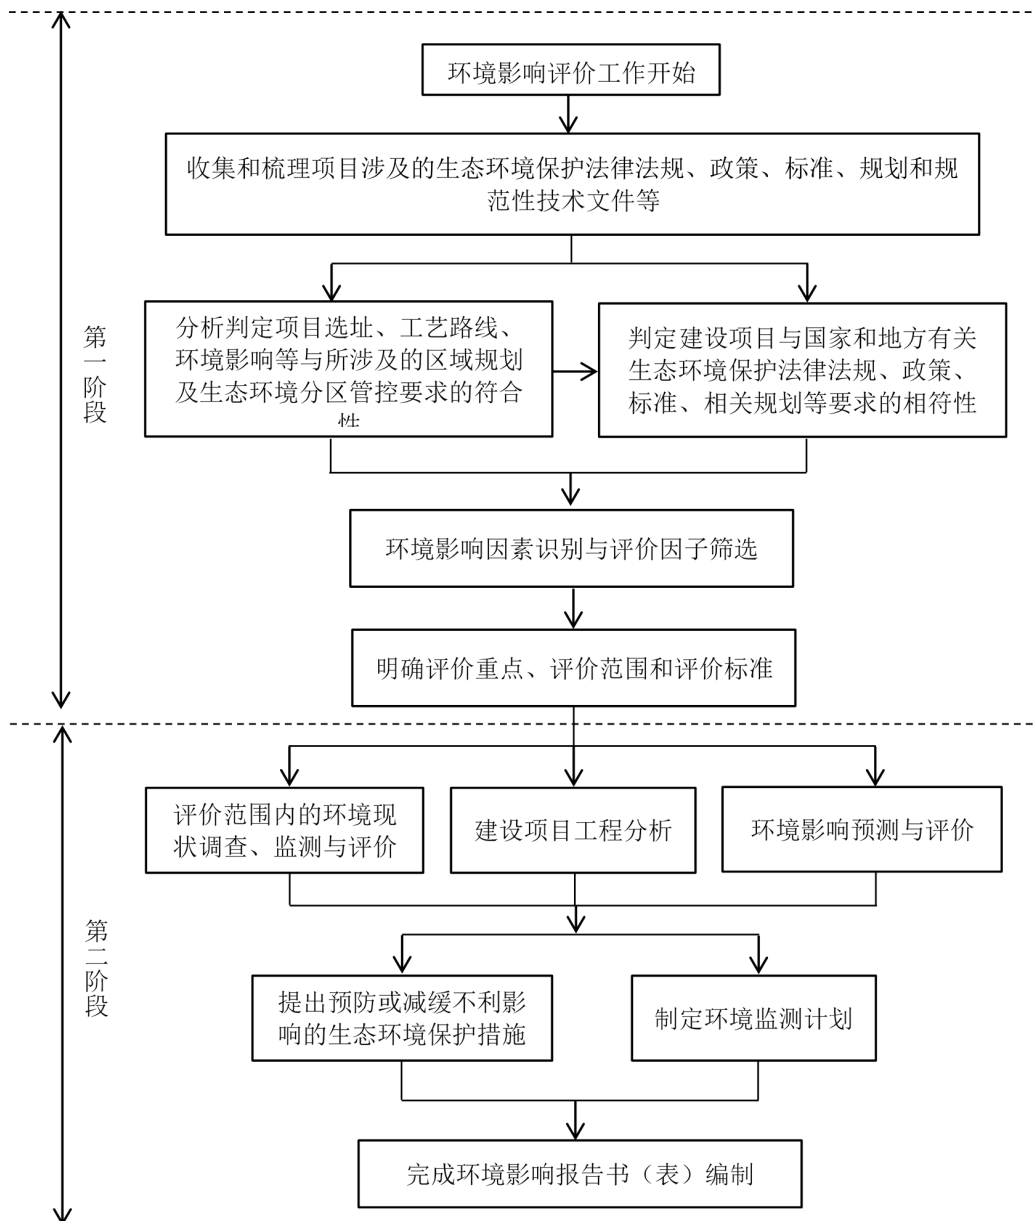 环境影响评价工作开始
收集和梳理项目涉及的生态环境保护法律法规、政策、标准、规划和规
范性技术文件等
第一阶段
分析判定项目选址、工艺路线、
环境影响等与所涉及的区域规划
及生态环境分区管控要求的符合
性
判定建设项目与国家和地方有关
生态环境保护法律法规、政策、
标准、相关规划等要求的相符性
环境影响因素识别与评价因子筛选
明确评价重点、评价范围和评价标准
第二阶段
评价范围内的环境现
状调查、监测与评价
建设项目工程分析
环境影响预测与评价
提出预防或减缓不利影
响的生态环境保护措施
制定环境监测计划
完成环境影响报告书（表）编制